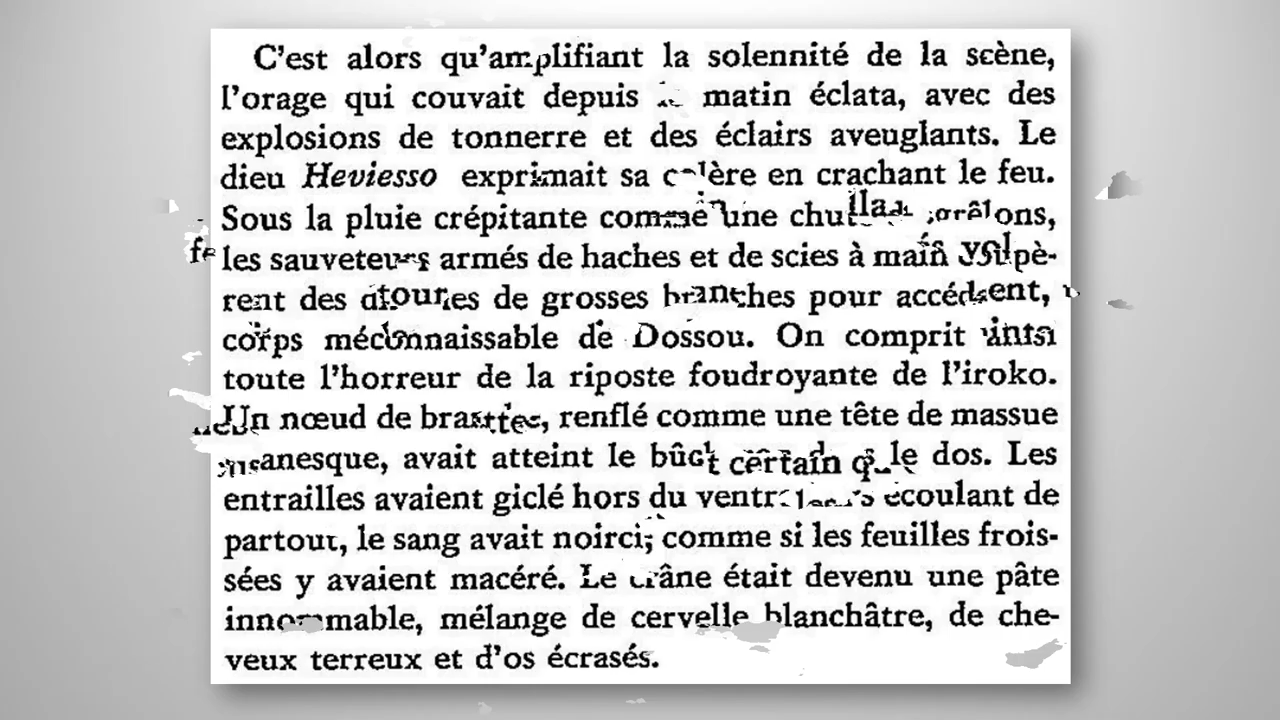 C'est alors qu'amplifiant la solennité de la scène,
l'orage qui couvait depuis matin éclata, avec des
explosions de tonnerre et des éclairs aveuglants. Le
dieu Heviesso exprimait sa colère en crachant le feu.
Sous la pluie crépitante comme une grêlons,
les sauveteurs armés de haches et de scies à main
rent des de grosses branches pour
corps méconnaissable de Dossou. On comprit
toute l'horreur de la riposte foudroyante de l'iroko.
Un nœud de renflé comme une tête de massue
avait atteint le le dos. Les
entrailles avaient giclé hors du écoulant de
partout, le sang avait noirci; comme si les feuilles frois-
sées y avaient macéré. Le crâne était devenu une pâte
innommable, mélange de cervelle blanchâtre, de che-
veux terreux et d'os écrasés.